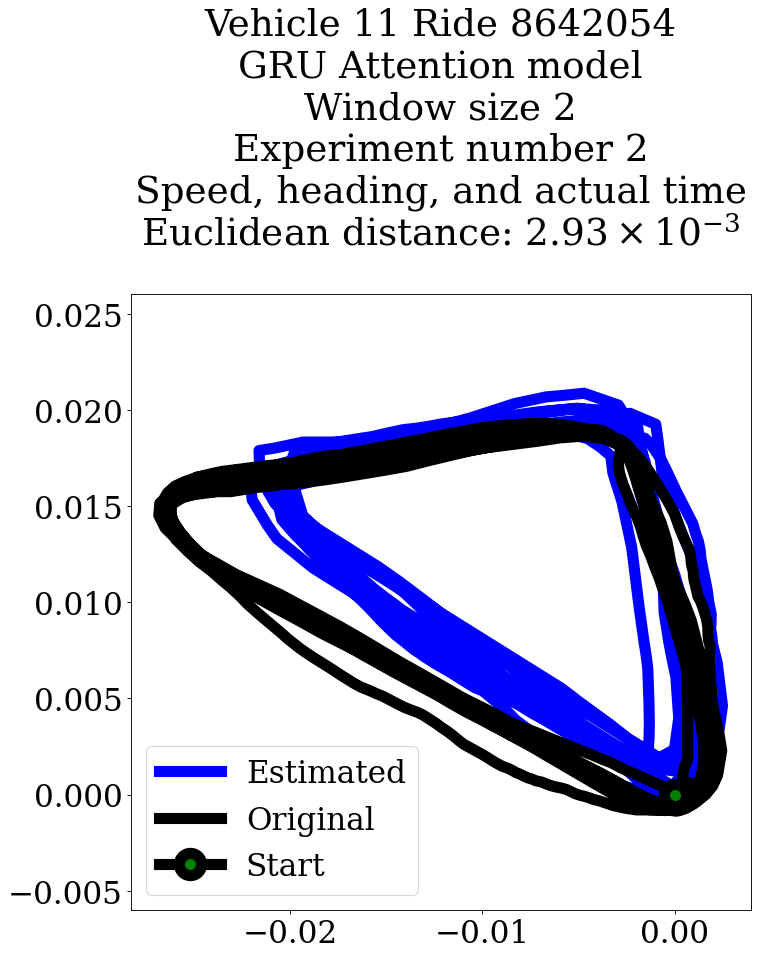 Vehicle 11 Ride 8642054
GRU Attention model
Window size 2
Experiment number 2
Speed, heading, and actual time
Euclidean distance: 2.93 × 10⁻³
0.025
0.020
0.015
0.010
0.005
0.000
−0.005
Estimated
Original
Start
−0.02 −0.01 0.00